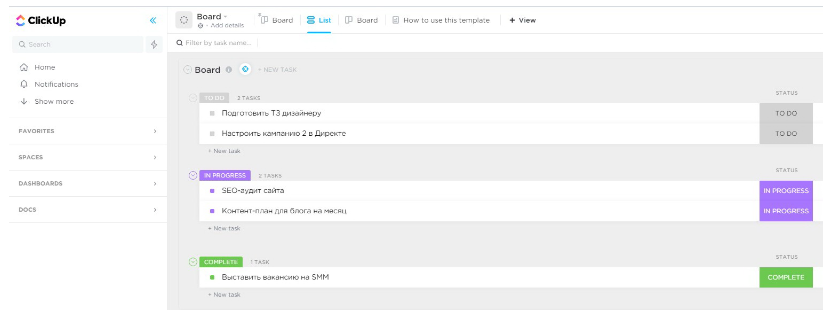 ClickUp
Board
Add details
Board
List
Board
How to use this template
+ View
Search
Filter by task name...
Home
Notifications
Show more
FAVORITES
SPACES
DASHBOARDS
DOCS
Board
+ NEW TASK
TO DO
2 TASKS
STATUS
Подготовить ТЗ дизайнеру
TO DO
Настроить кампанию 2 в Директе
TO DO
+ New task
IN PROGRESS
2 TASKS
STATUS
SEO-аудит сайта
IN PROGRESS
Контент-план для блога на месяц
IN PROGRESS
+ New task
COMPLETE
1 TASK
STATUS
Выставить вакансию на SMM
COMPLETE
+ New task